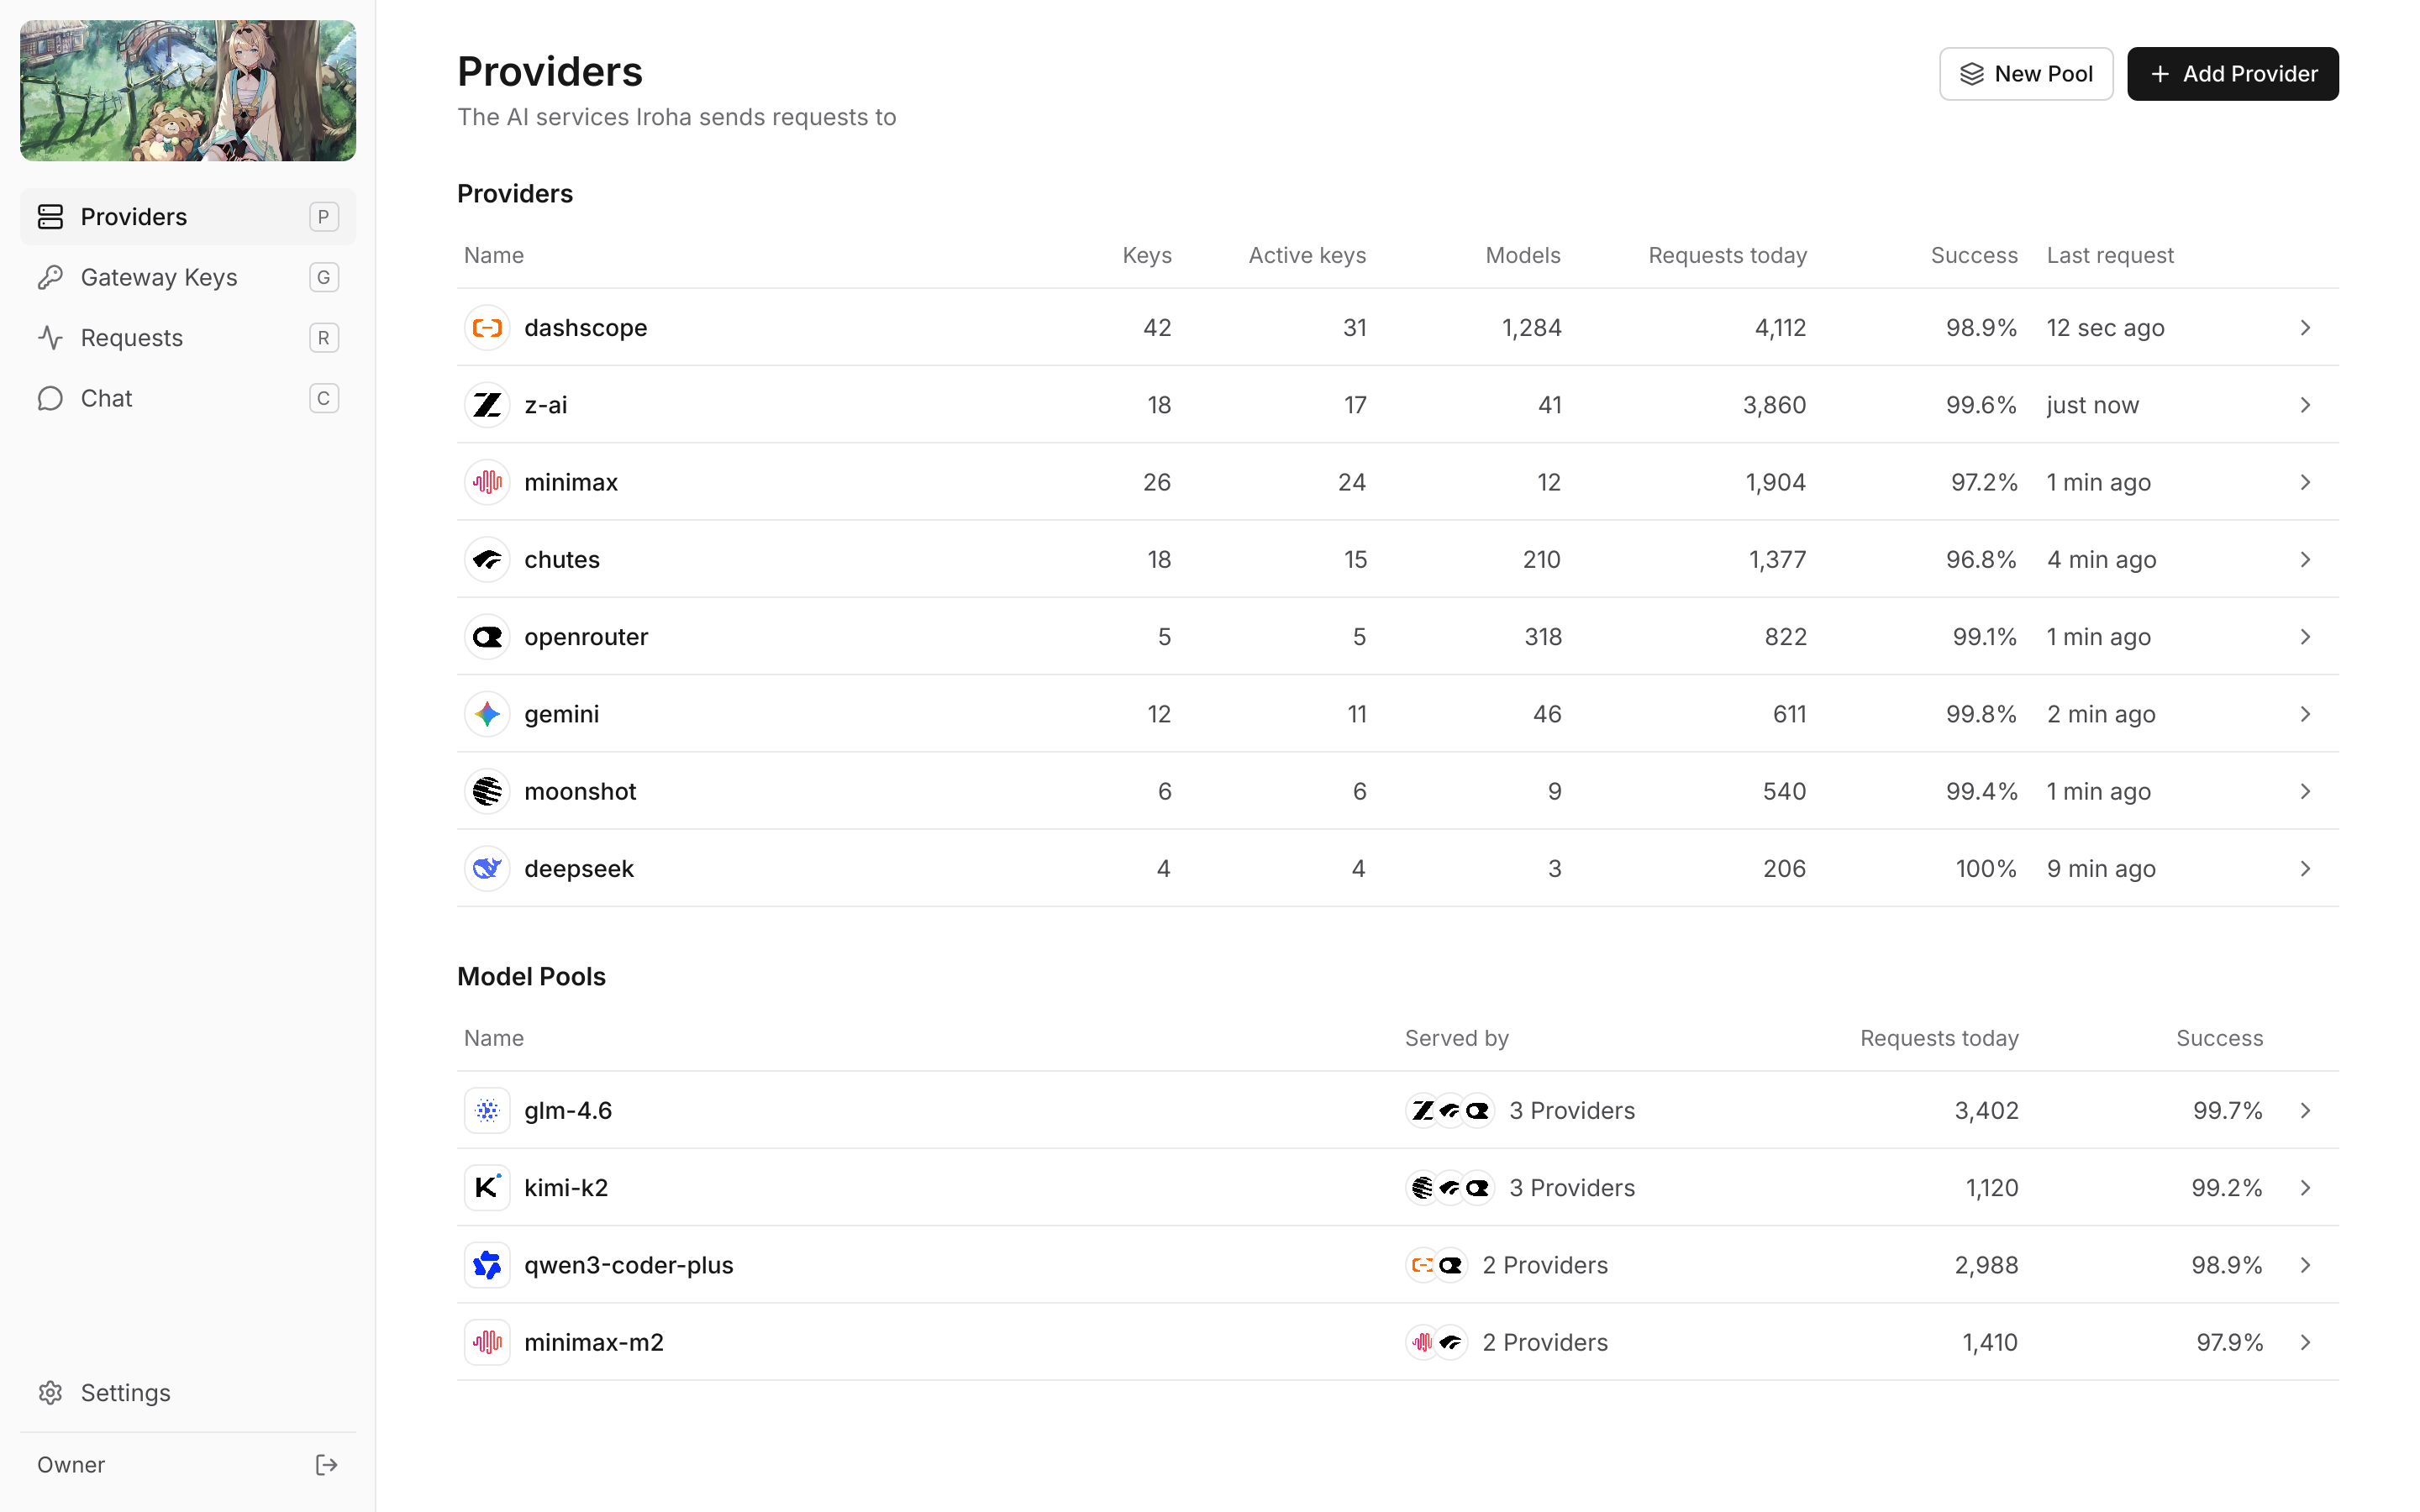 Providers
The AI services Iroha sends requests to
New Pool
Add Provider
Providers P
Gateway Keys G
Requests R
Chat C
Settings
Owner
Providers
Name Keys Active keys Models Requests today Success Last request
dashscope 42 31 1,284 4,112 98.9% 12 sec ago
z-ai 18 17 41 3,860 99.6% just now
minimax 26 24 12 1,904 97.2% 1 min ago
chutes 18 15 210 1,377 96.8% 4 min ago
openrouter 5 5 318 822 99.1% 1 min ago
gemini 12 11 46 611 99.8% 2 min ago
moonshot 6 6 9 540 99.4% 1 min ago
deepseek 4 4 3 206 100% 9 min ago
Model Pools
Name Served by Requests today Success
glm-4.6 3 Providers 3,402 99.7%
kimi-k2 3 Providers 1,120 99.2%
qwen3-coder-plus 2 Providers 2,988 98.9%
minimax-m2 2 Providers 1,410 97.9%